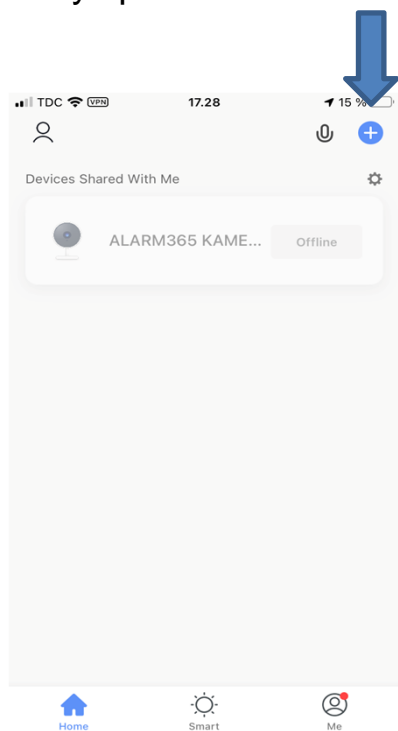 TDC VPN 17.28 15 %
Devices Shared With Me
ALARM365 KAME... Offline
Home Smart Me